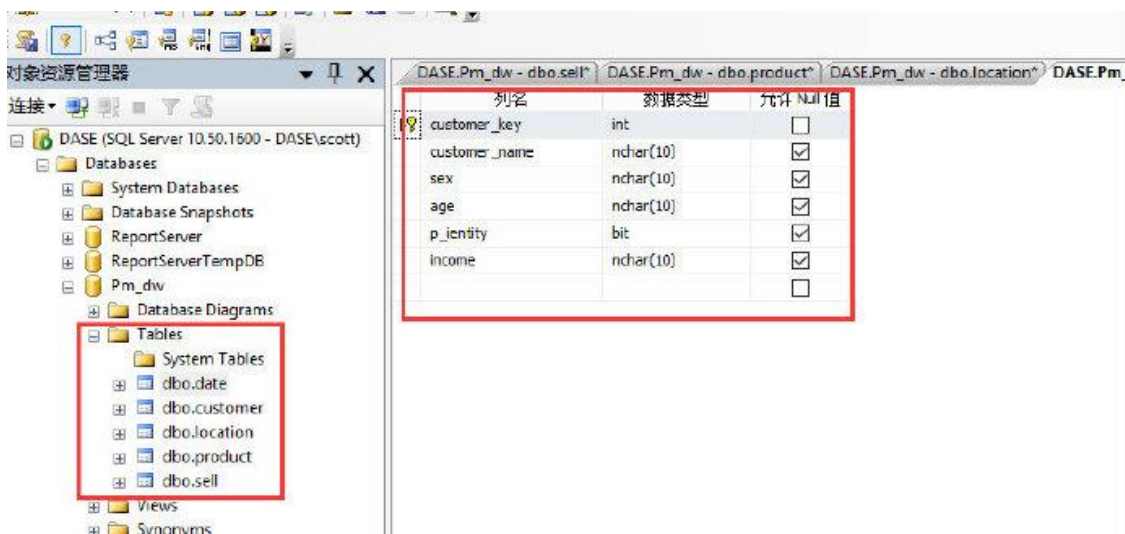 对象资源管理器
连接
DASE (SQL Server 10.50.1600 - DASE\scott)
Databases
System Databases
Database Snapshots
ReportServer
ReportServerTempDB
Pm_dw
Database Diagrams
Tables
System Tables
dbo.date
dbo.customer
dbo.location
dbo.product
dbo.sell
Views
Synonyms
DASE.Pm_dw - dbo.sell* DASE.Pm_dw - dbo.product* DASE.Pm_dw - dbo.location* DASE.Pm_
列名 数据类型 允许 Null 值
customer_key int
customer_name nchar(10)
sex nchar(10)
age nchar(10)
p_ientity bit
income nchar(10)